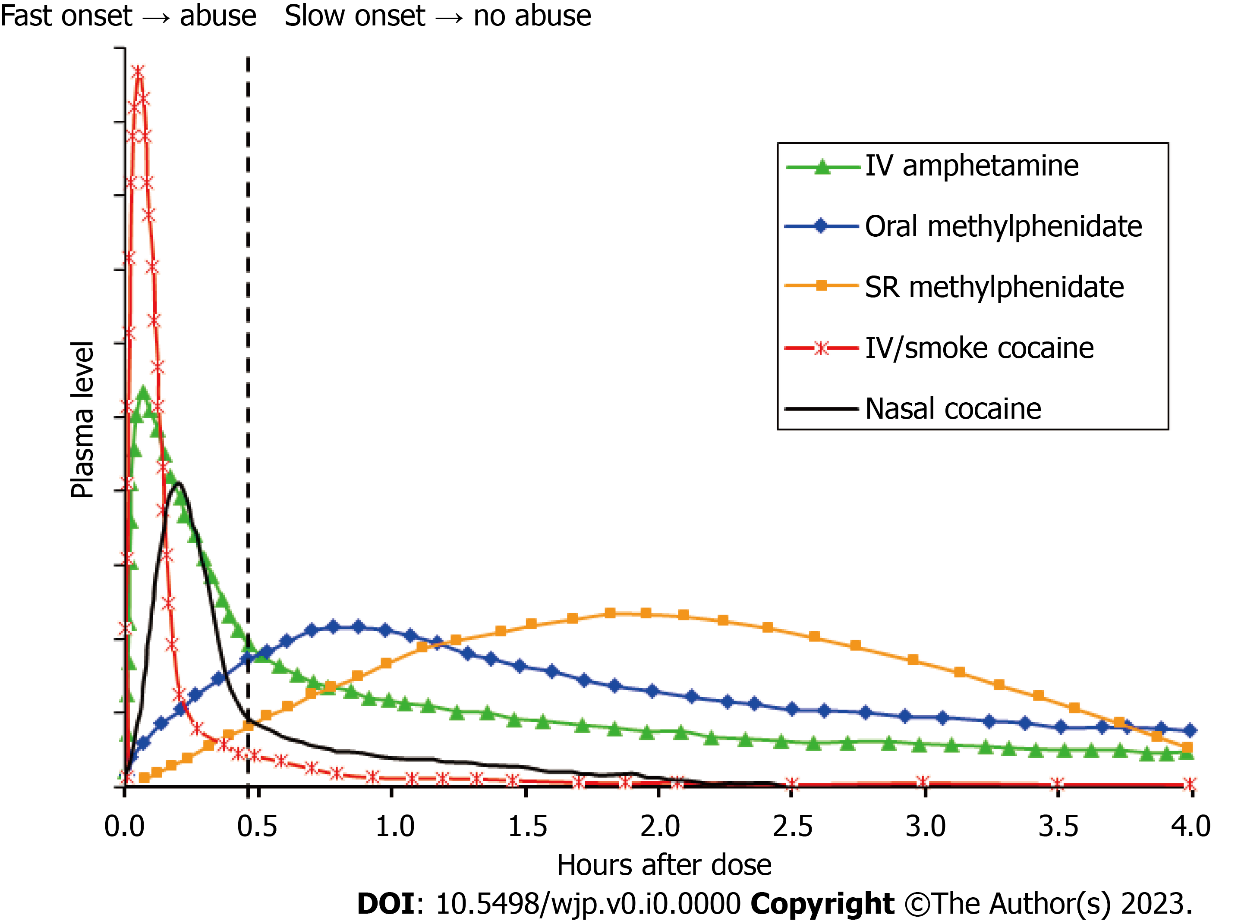 Fast onset → abuse Slow onset → no abuse
IV amphetamine
Oral methylphenidate
SR methylphenidate
IV/smoke cocaine
Nasal cocaine
Plasma level
0.0 0.5 1.0 1.5 2.0 2.5 3.0 3.5 4.0
Hours after dose
DOI: 10.5498/wjp.v0.i0.0000 Copyright ©The Author(s) 2023.